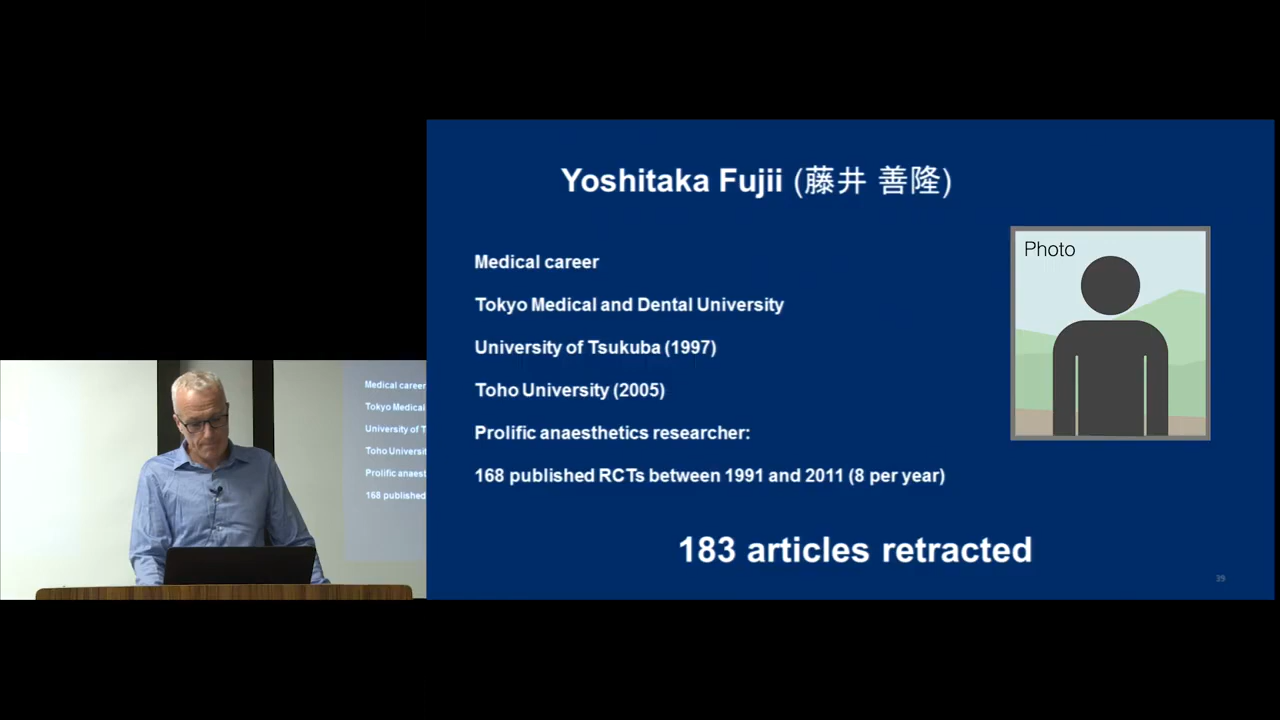 Yoshitaka Fujii (藤井 善隆)
Photo
Medical career
Tokyo Medical and Dental University
University of Tsukuba (1997)
Toho University (2005)
Prolific anaesthetics researcher:
168 published RCTs between 1991 and 2011 (8 per year)
183 articles retracted
39
Medical career
Tokyo Medical
University of T
Toho Universit
Prolific anaest
168 published